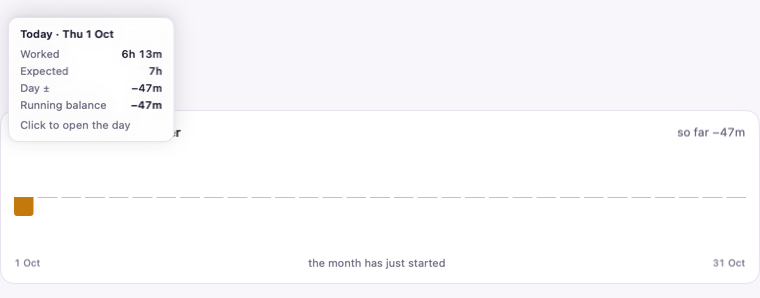 Today · Thu 1 Oct
Worked 6h 13m
Expected 7h
Day ± −47m
Running balance −47m
Click to open the day
so far −47m
1 Oct the month has just started 31 Oct